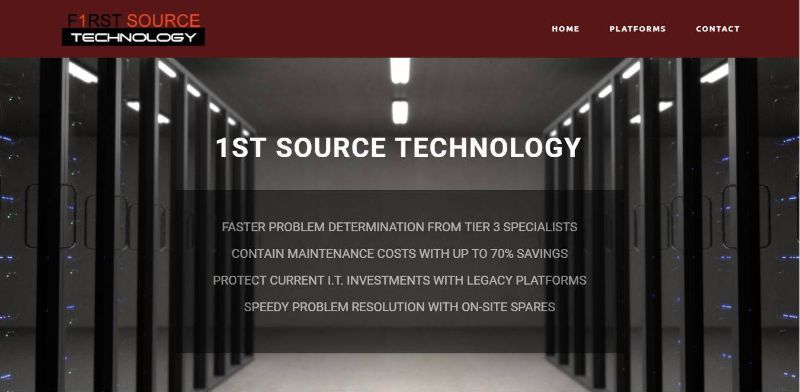 F1RST SOURCE
TECHNOLOGY
HOME PLATFORMS CONTACT
1ST SOURCE TECHNOLOGY
FASTER PROBLEM DETERMINATION FROM TIER 3 SPECIALISTS
CONTAIN MAINTENANCE COSTS WITH UP TO 70% SAVINGS
PROTECT CURRENT I.T. INVESTMENTS WITH LEGACY PLATFORMS
SPEEDY PROBLEM RESOLUTION WITH ON-SITE SPARES